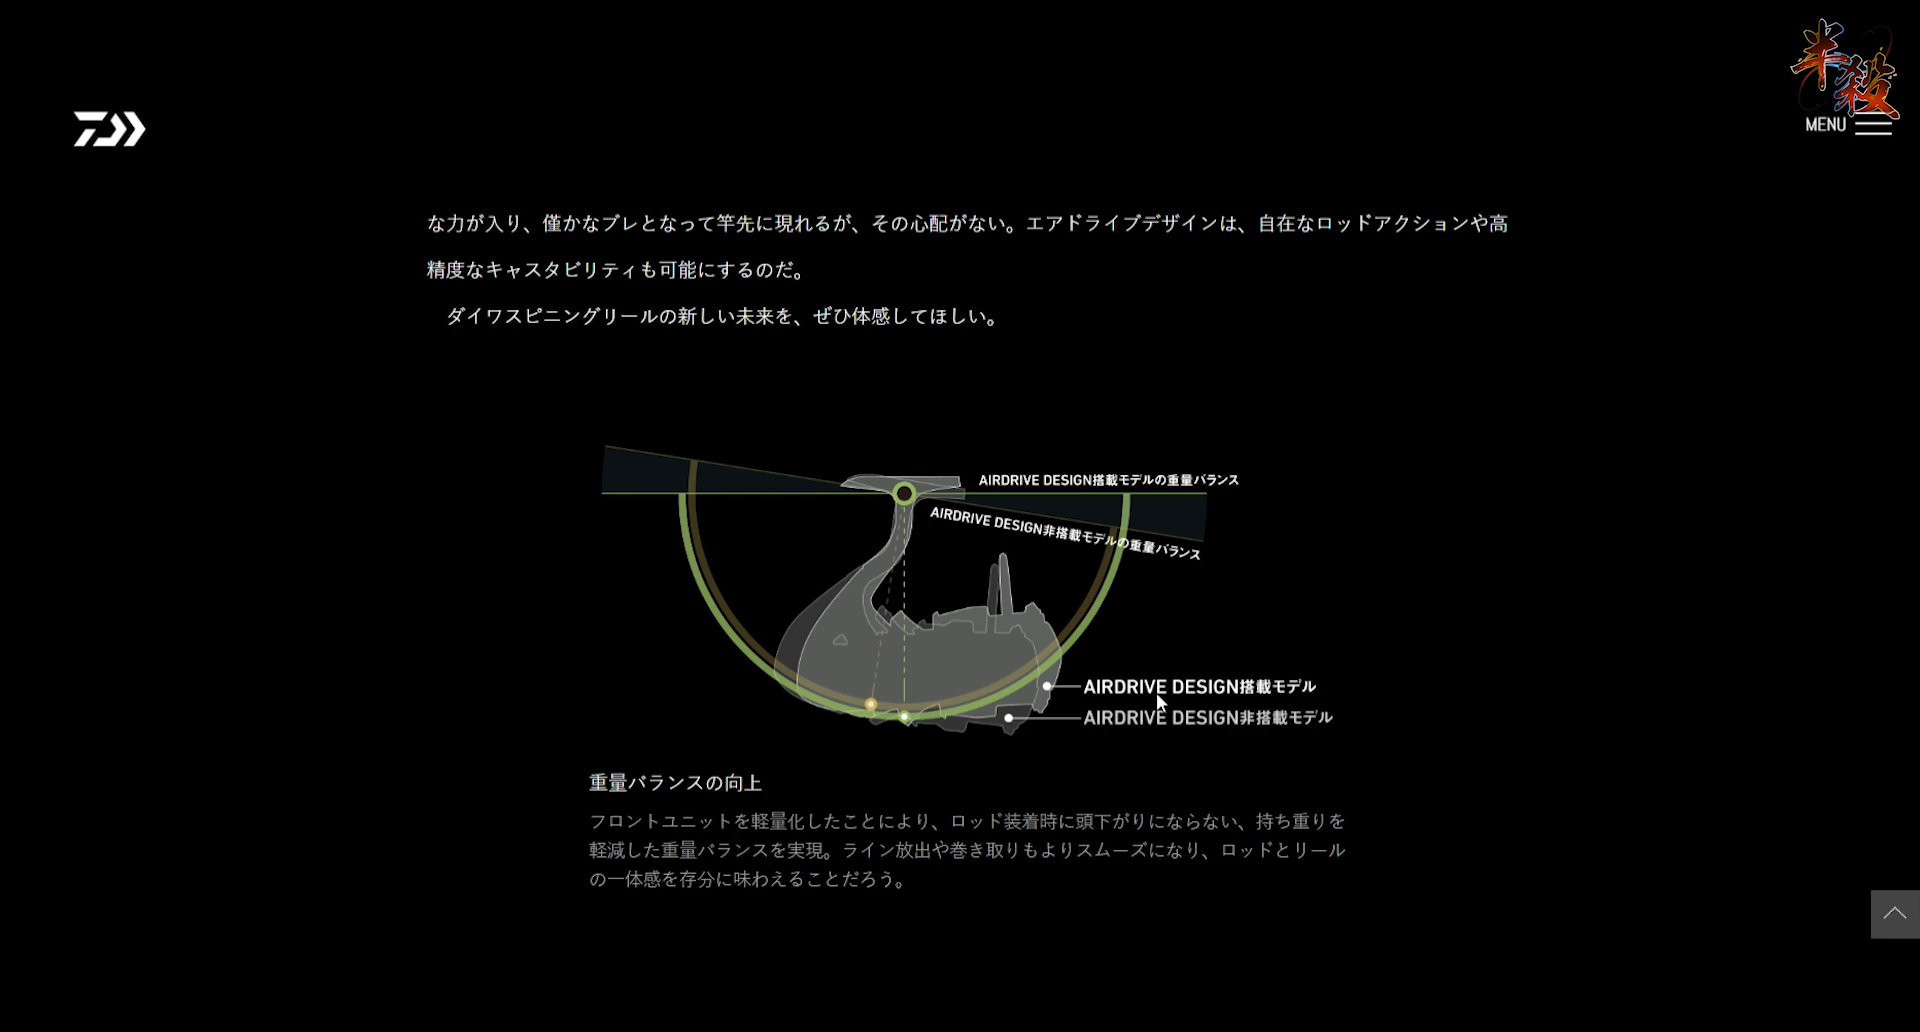 半殺
MENU
な力が入り、僅かなブレとなって竿先に現れるが、その心配がない。エアドライブデザインは、自在なロッドアクションや高
精度なキャスタビリティも可能にするのだ。
ダイワスピニングリールの新しい未来を、ぜひ体感してほしい。
AIRDRIVE DESIGN搭載モデルの重量バランス
AIRDRIVE DESIGN非搭載モデルの重量バランス
AIRDRIVE DESIGN搭載モデル
AIRDRIVE DESIGN非搭載モデル
重量バランスの向上
フロントユニットを軽量化したことにより、ロッド装着時に頭下がりにならない、持ち重りを
軽減した重量バランスを実現。ライン放出や巻き取りもよりスムーズになり、ロッドとリール
の一体感を存分に味わえることだろう。